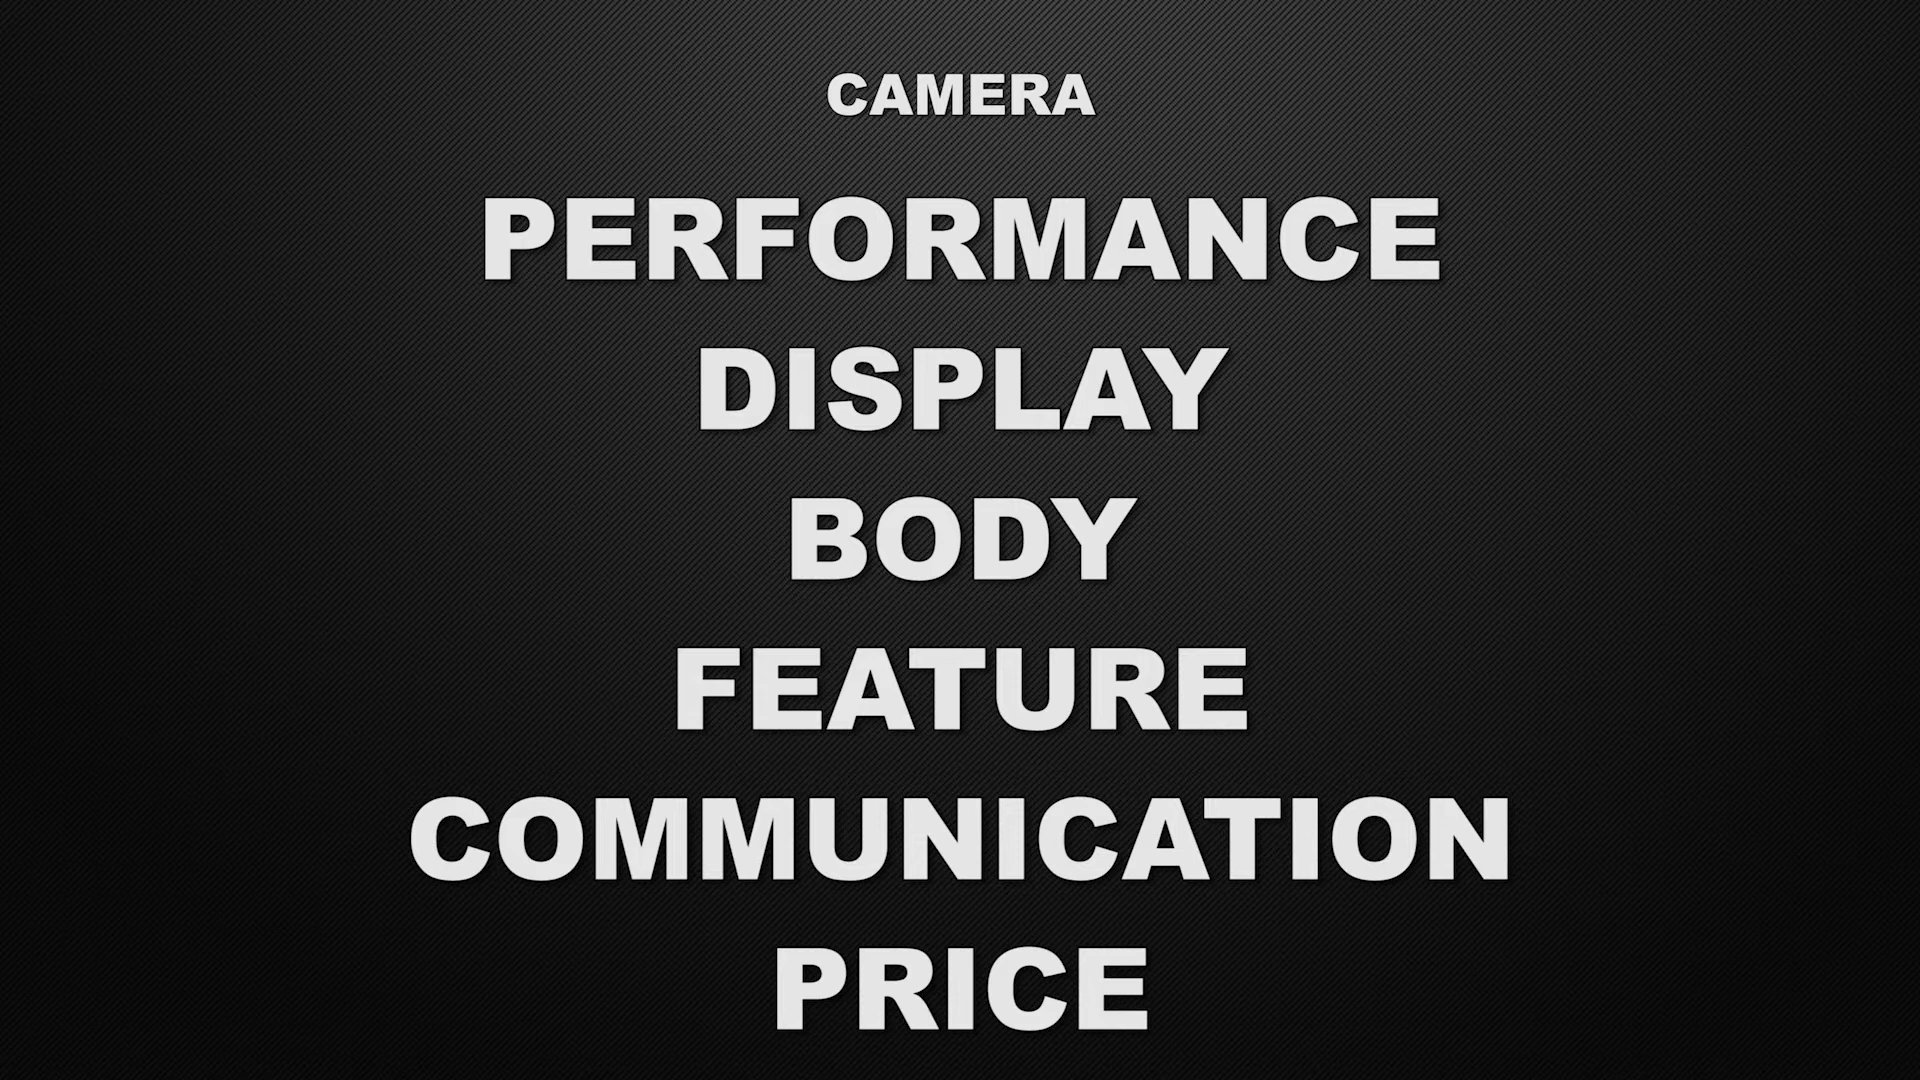 CAMERA
PERFORMANCE
DISPLAY
BODY
FEATURE
COMMUNICATION
PRICE